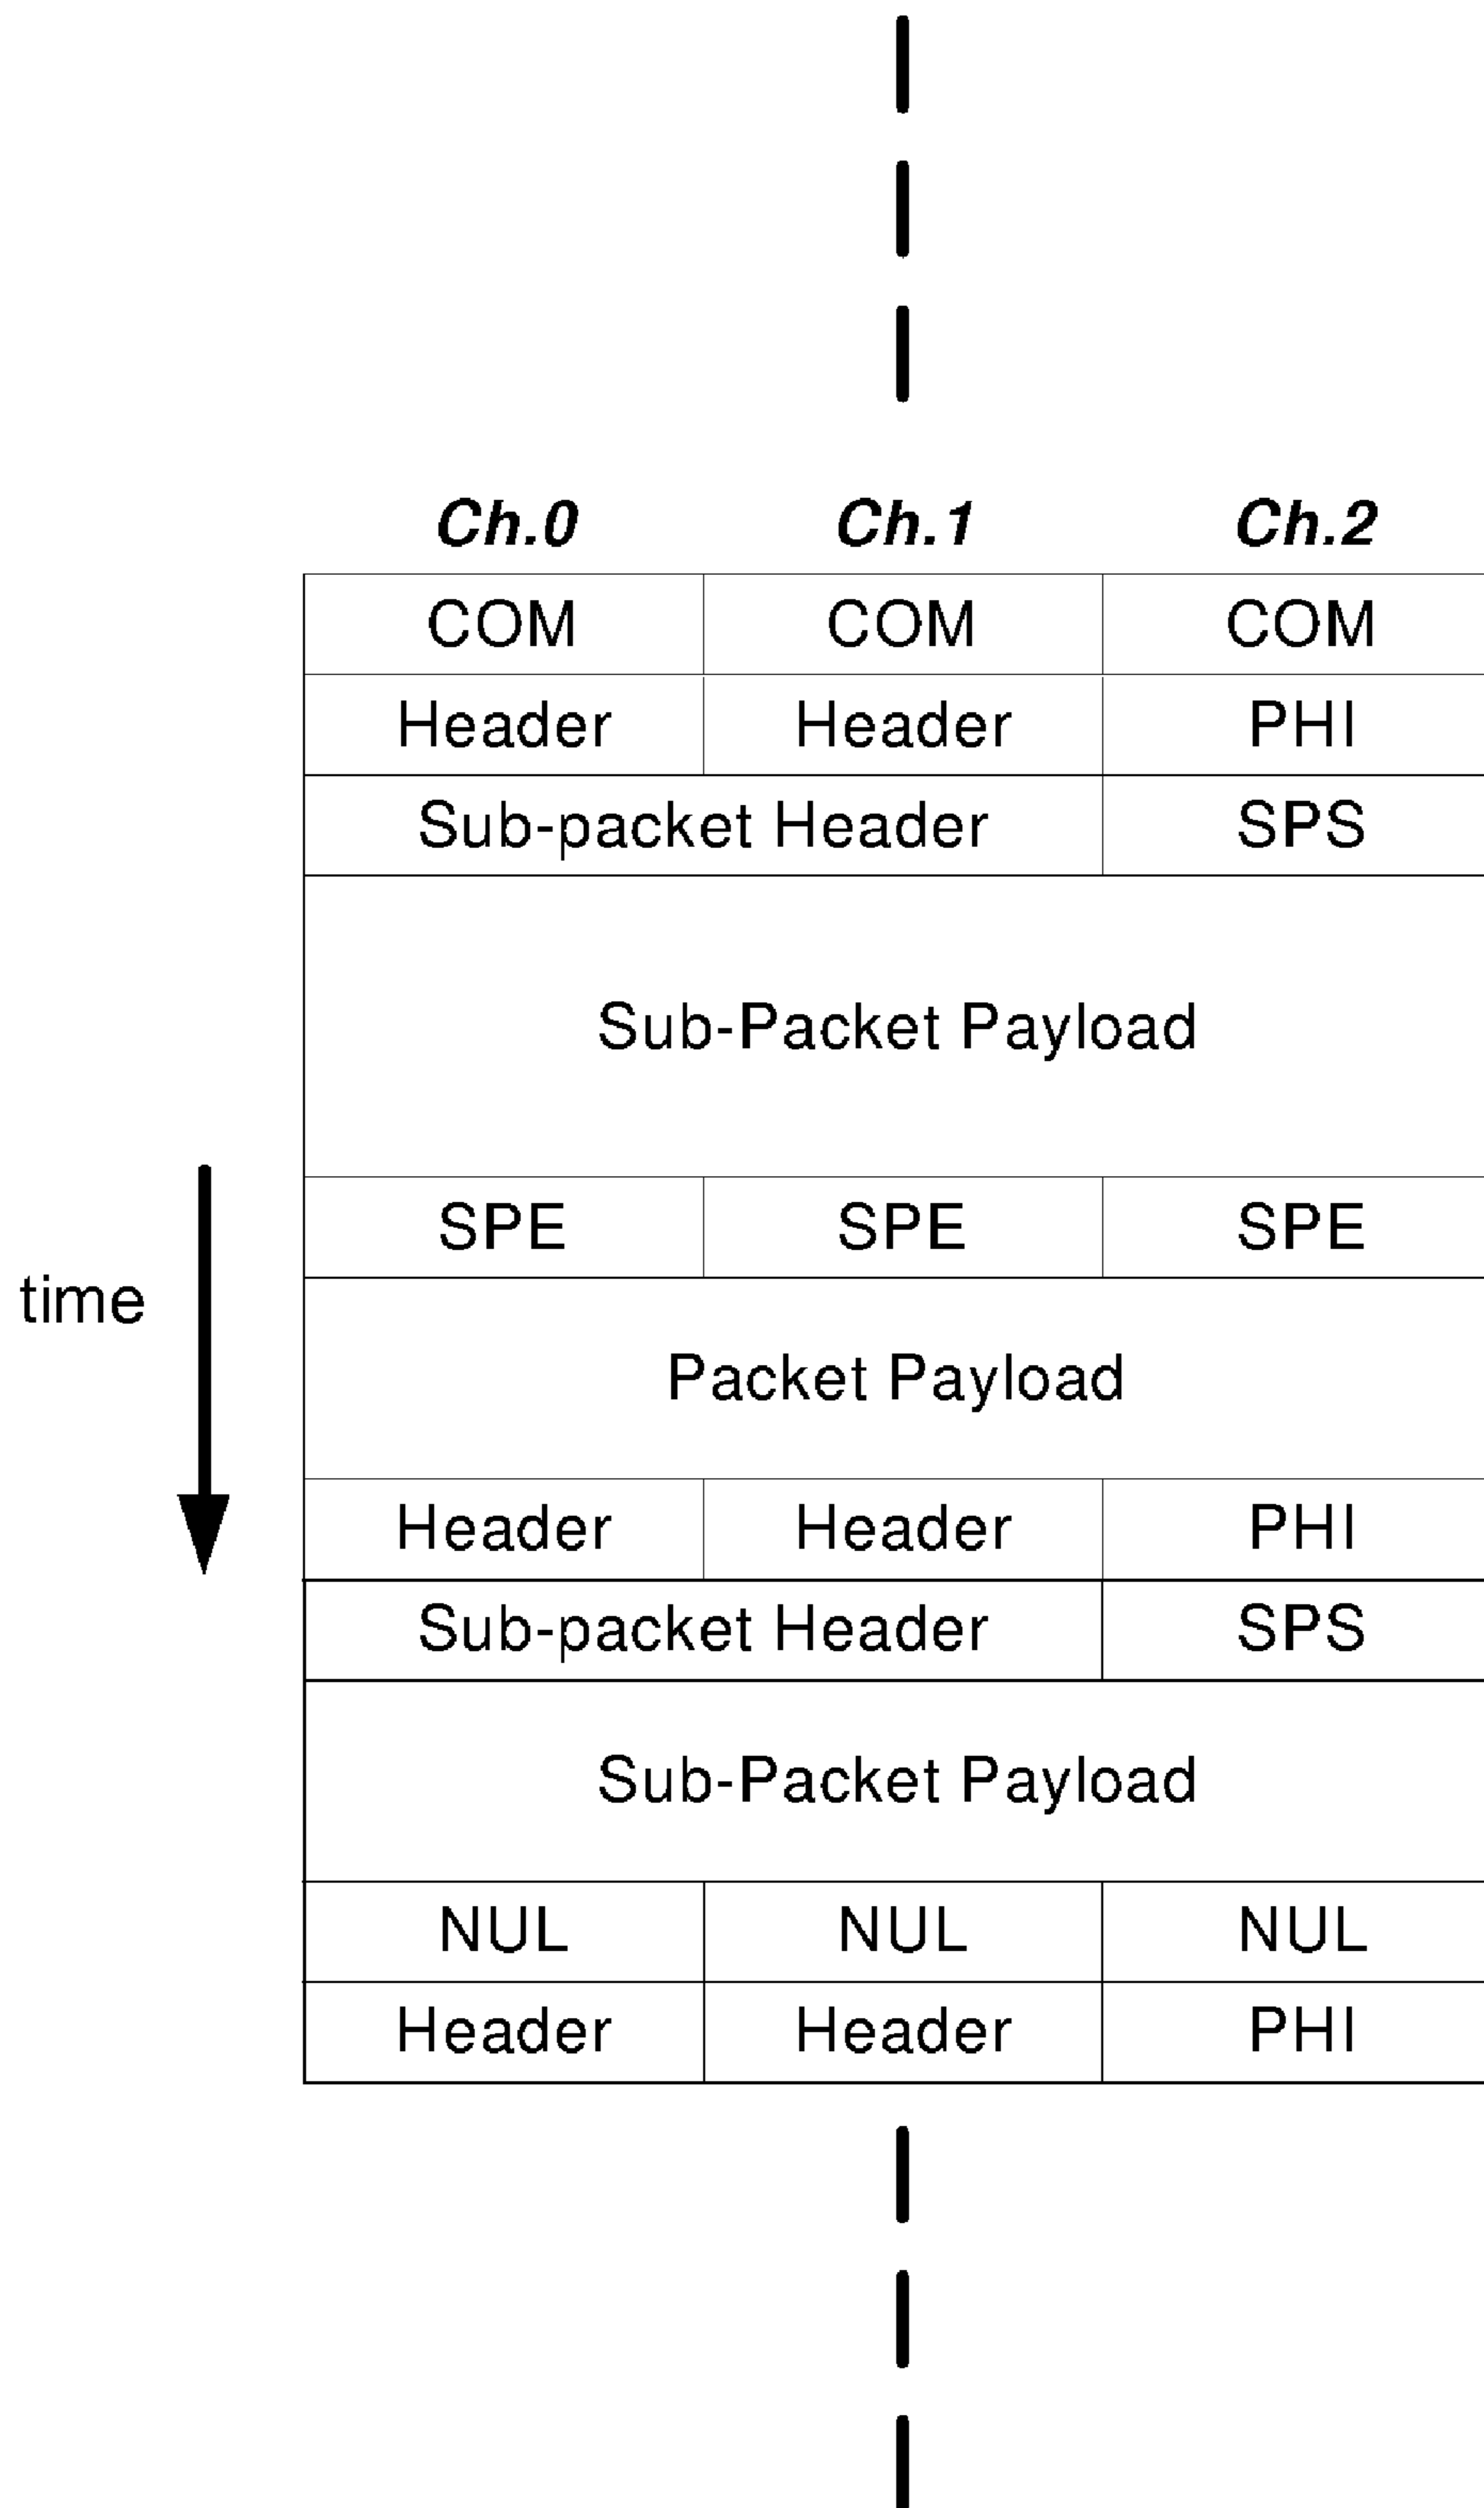 Ch.0 Ch.1 Ch.2
COM COM COM
Header Header PHI
Sub-packet Header SPS
Sub-Packet Payload
SPE SPE SPE
time
Packet Payload
Header Header PHI
Sub-packet Header SPS
Sub-Packet Payload
NUL NUL NUL
Header Header PHI